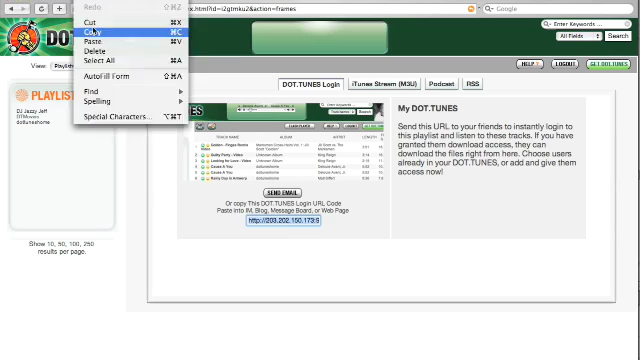 Redo ⇧⌘Z
.html?d=i2gtmku2&action=frames
Google
Cut ⌘X
Copy ⌘C
Paste ⌘V
Delete
Select All ⌘A
AutoFill Form ⇧⌘A
Find
Spelling
Special Characters... ⌥⌘T
DOT
Enter Keywords ...
All Fields
Search
View:
HELP ?
LOGOUT
GET DOT.TUNES
PLAYLIST
DJ Jazzy Jeff
DTMovies
dottuneshome
Show 10, 50, 100, 250
results per page.
DOT.TUNES Login
iTunes Stream (M3U)
Podcast
RSS
SEND EMAIL
Or copy This DOT.TUNES Login URL Code
Paste into IM, Blog, Message Board, or Web Page
http://203.202.150.173:9
My DOT.TUNES
Send this URL to your friends to instantly login to
this playlist and listen to these tracks. If you have
granted them download access, they can
download the files right from here. Choose users
already in your DOT.TUNES, or add and give them
access now!